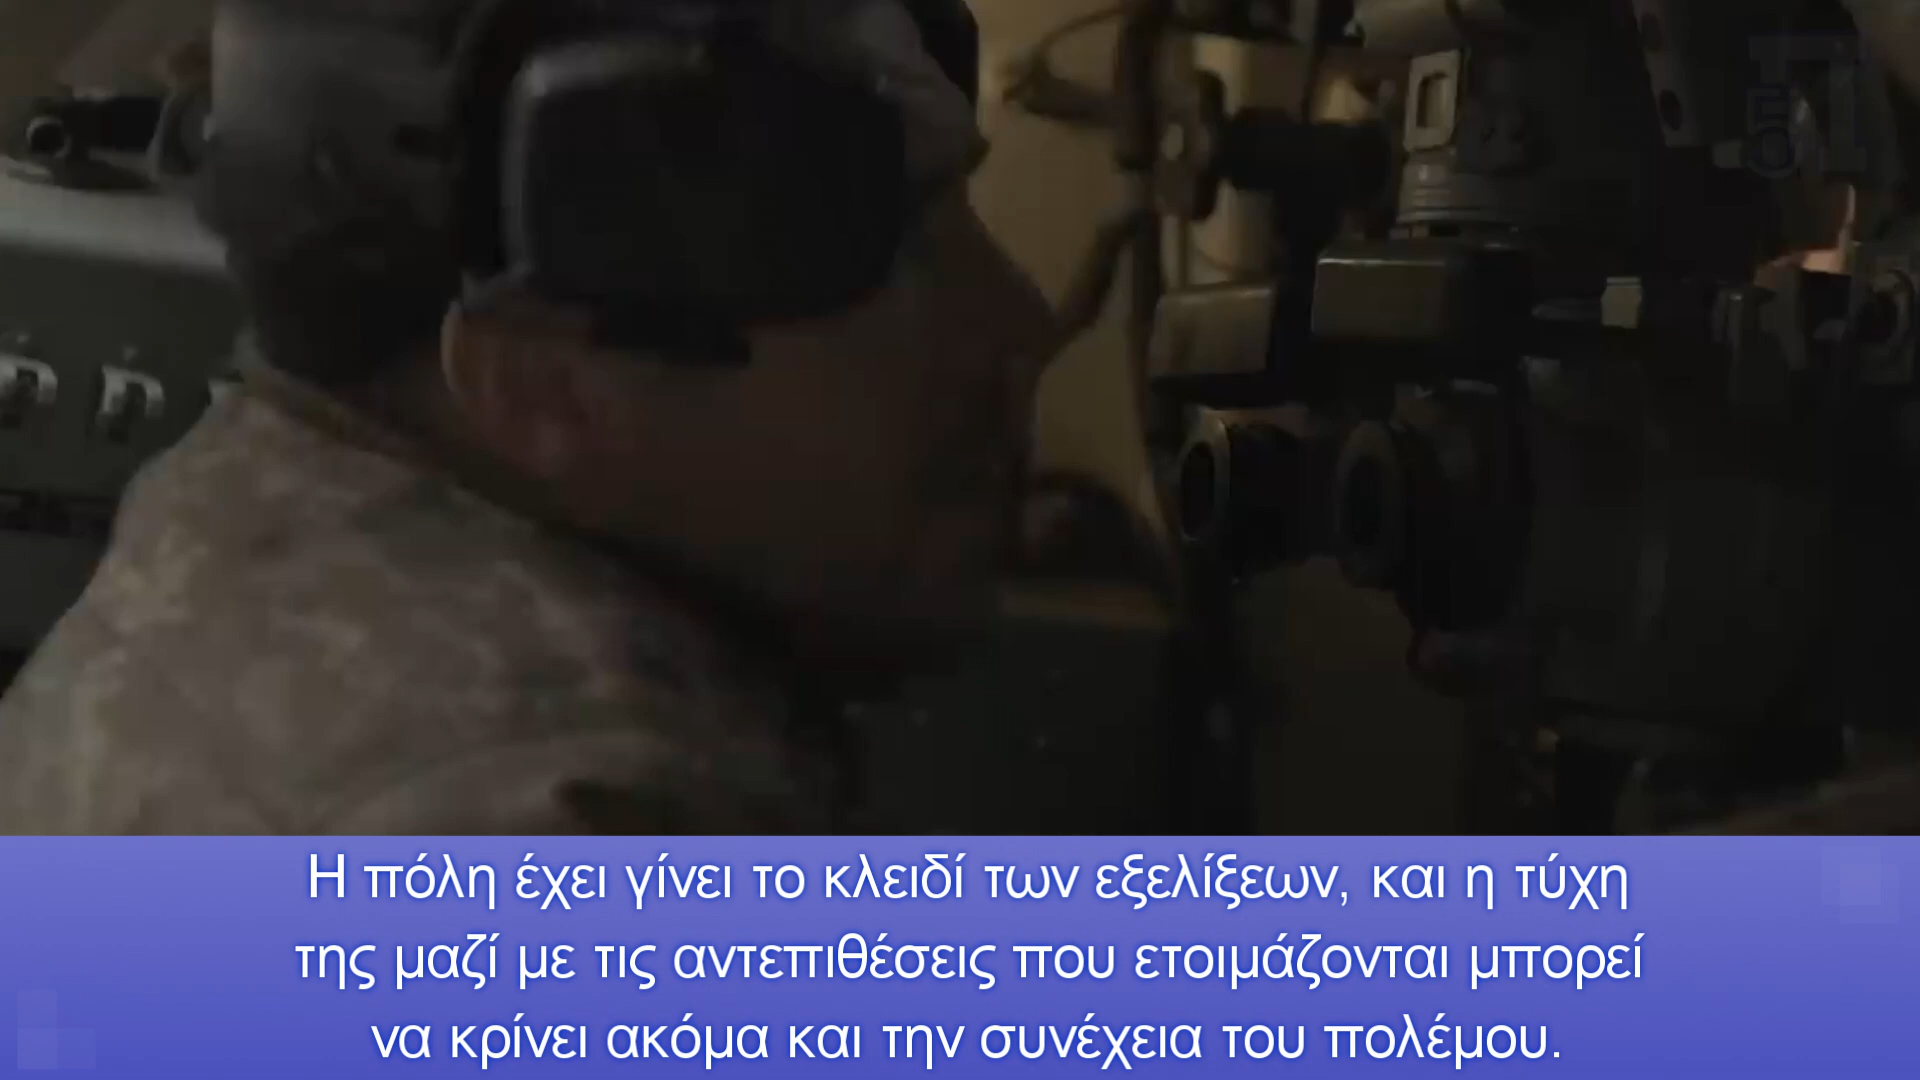 Η πόλη έχει γίνει το κλειδί των εξελίξεων, και η τύχη
της μαζί με τις αντεπιθέσεις που ετοιμάζονται μπορεί
να κρίνει ακόμα και την συνέχεια του πολέμου.